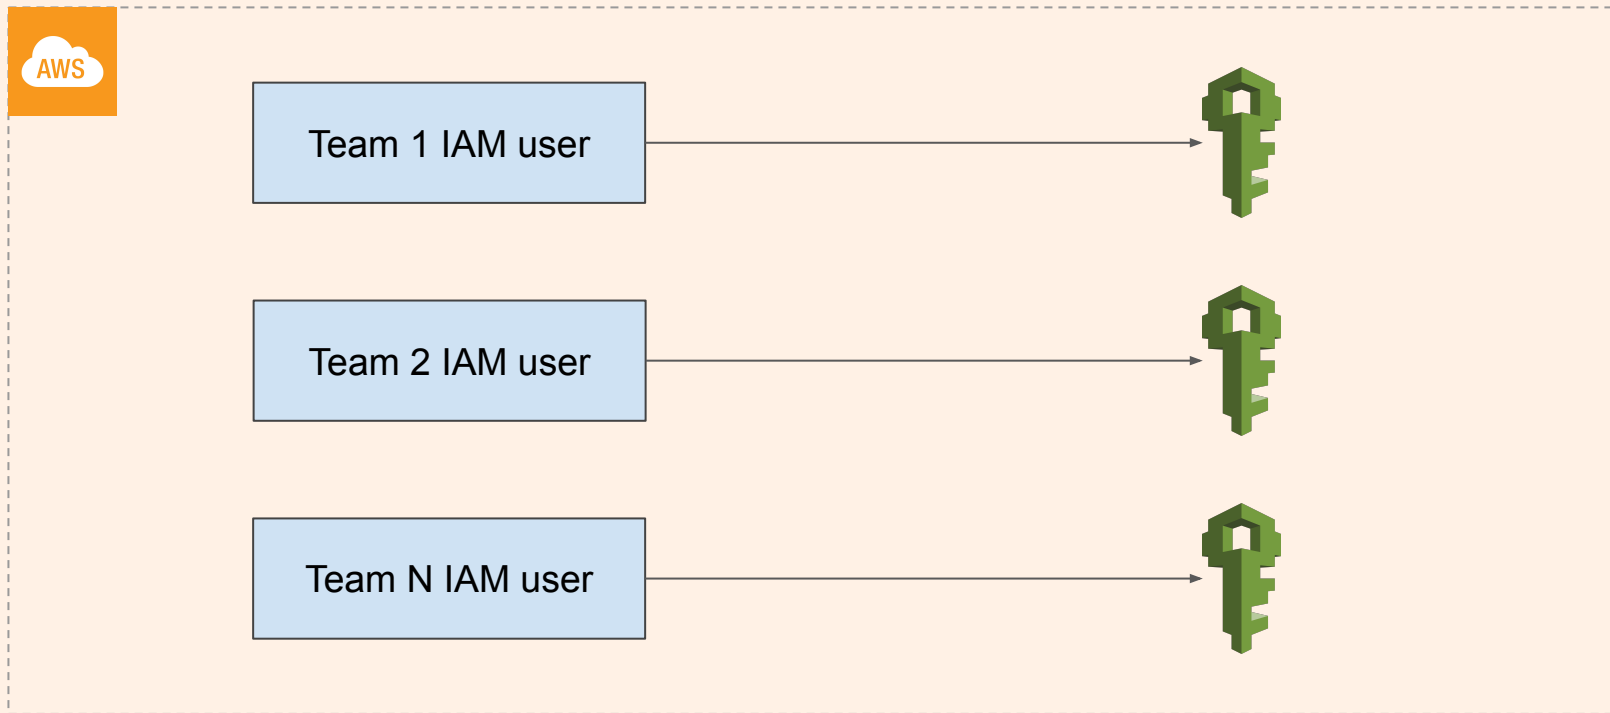 AWS
Team 1 IAM user
Team 2 IAM user
Team N IAM user